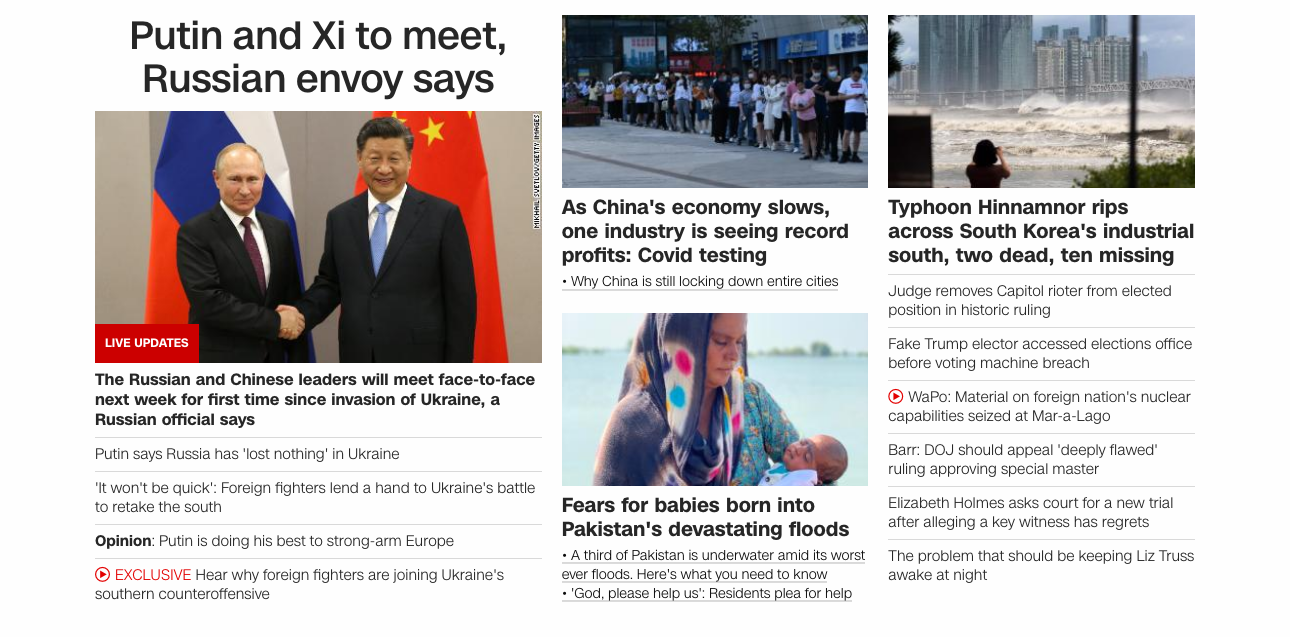 Putin and Xi to meet,
Russian envoy says
MIKHAIL SVETLOV/GETTY IMAGES
LIVE UPDATES
The Russian and Chinese leaders will meet face-to-face
next week for first time since invasion of Ukraine, a
Russian official says
Putin says Russia has 'lost nothing' in Ukraine
'It won't be quick': Foreign fighters lend a hand to Ukraine's battle
to retake the south
Opinion: Putin is doing his best to strong-arm Europe
EXCLUSIVE Hear why foreign fighters are joining Ukraine's
southern counteroffensive
As China's economy slows,
one industry is seeing record
profits: Covid testing
• Why China is still locking down entire cities
Fears for babies born into
Pakistan's devastating floods
• A third of Pakistan is underwater amid its worst
ever floods. Here's what you need to know
• 'God, please help us': Residents plea for help
Typhoon Hinnamnor rips
across South Korea's industrial
south, two dead, ten missing
Judge removes Capitol rioter from elected
position in historic ruling
Fake Trump elector accessed elections office
before voting machine breach
WaPo: Material on foreign nation's nuclear
capabilities seized at Mar-a-Lago
Barr: DOJ should appeal 'deeply flawed'
ruling approving special master
Elizabeth Holmes asks court for a new trial
after alleging a key witness has regrets
The problem that should be keeping Liz Truss
awake at night